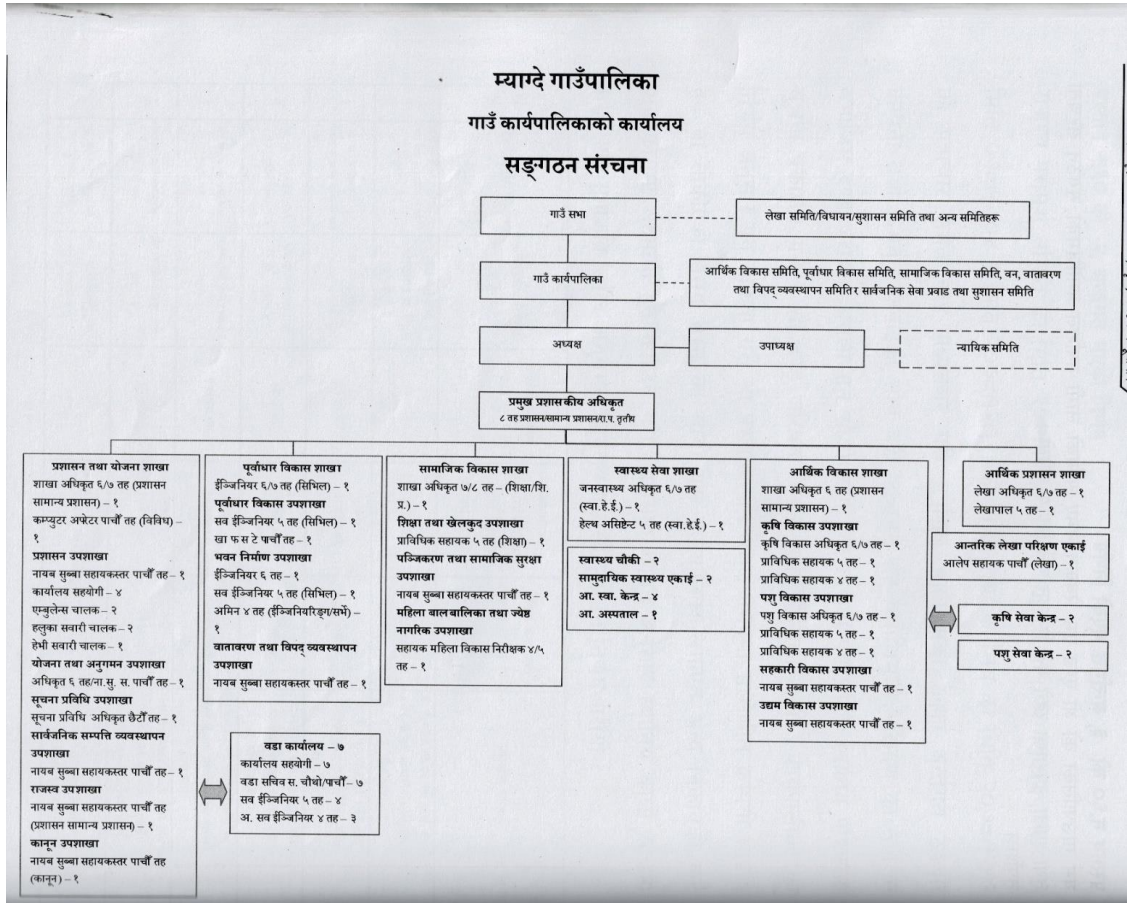 म्याग्दे गाउँपालिका
गाउँ कार्यपालिकाको कार्यालय
सङ्गठन संरचना
गाउँ सभा
लेखा समिति/विधायन/सुशासन समिति तथा अन्य समितिहरू
गाउँ कार्यपालिका
आर्थिक विकास समिति, पूर्वाधार विकास समिति, सामाजिक विकास समिति, वन, वातावरण
तथा विपद् व्यवस्थापन समिति र सार्वजनिक सेवा प्रवाड तथा सुशासन समिति
अध्यक्ष
उपाध्यक्ष
न्यायिक समिति
प्रमुख प्रशासकीय अधिकृत
८ तह प्रशासन/सामान्य प्रशासन/रा.प. तृतीय
प्रशासन तथा योजना शाखा
शाखा अधिकृत ६/७ तह (प्रशासन
सामान्य प्रशासन) – १
कम्प्युटर अपरेटर पाचौँ तह (विविध) –
१
प्रशासन उपशाखा
नायब सुब्बा सहायकस्तर पाचौँ तह – १
कार्यालय सहयोगी – ४
एम्बुलेन्स चालक – २
हलुका सवारी चालक – २
हेभी सवारी चालक – १
योजना तथा अनुगमन उपशाखा
अधिकृत ६ तह/ना.सु. स. पाचौँ तह – १
सूचना प्रविधि उपशाखा
सूचना प्रविधि अधिकृत छैटौँ तह – १
सार्वजनिक सम्पत्ति व्यवस्थापन
उपशाखा
नायब सुब्बा सहायकस्तर पाचौँ तह – १
राजस्व उपशाखा
नायब सुब्बा सहायकस्तर पाचौँ तह
(प्रशासन सामान्य प्रशासन) – १
कानून उपशाखा
नायब सुब्बा सहायकस्तर पाचौँ तह
(कानून) – १
पूर्वाधार विकास शाखा
ईञ्जिनियर ६/७ तह (सिभिल) – १
पूर्वाधार विकास उपशाखा
सव ईञ्जिनियर ५ तह (सिभिल) – १
खा फ स टे पाचौँ तह – १
भवन निर्माण उपशाखा
ईञ्जिनियर ६ तह – १
सव ईञ्जिनियर ५ तह (सिभिल) – १
अमिन ४ तह (ईञ्जिनियरिङ्ग/सर्भे) –
१
वातावरण तथा विपद् व्यवस्थापन
उपशाखा
नायब सुब्बा सहायकस्तर पाचौँ तह – १
वडा कार्यालय – ७
कार्यालय सहयोगी – ७
वडा सचिव स. चौथो/पाचौँ – ७
सव ईञ्जिनियर ५ तह – ४
अ. सव ईञ्जिनियर ४ तह – ३
सामाजिक विकास शाखा
शाखा अधिकृत ७/८ तह – (शिक्षा/शि.
प्र.) – १
शिक्षा तथा खेलकुद उपशाखा
प्राविधिक सहायक ५ तह (शिक्षा) – १
पञ्जिकरण तथा सामाजिक सुरक्षा
उपशाखा
नायब सुब्बा सहायकस्तर पाचौँ तह – १
महिला बालबालिका तथा ज्येष्ठ
नागरिक उपशाखा
सहायक महिला विकास निरीक्षक ४/५
तह – १
स्वास्थ्य सेवा शाखा
जनस्वास्थ्य अधिकृत ६/७ तह
(स्वा.हे.ई.) – १
हेल्थ असिष्टेन्ट ५ तह (स्वा.हे.ई.) – १
स्वास्थ्य चौकी – २
सामुदायिक स्वास्थ्य एकाई – २
आ. स्वा. केन्द्र – ४
आ. अस्पताल – १
आर्थिक विकास शाखा
शाखा अधिकृत ६ तह (प्रशासन
सामान्य प्रशासन) – १
कृषि विकास उपशाखा
कृषि विकास अधिकृत ६/७ तह – १
प्राविधिक सहायक ५ तह – १
प्राविधिक सहायक ४ तह – १
पशु विकास उपशाखा
पशु विकास अधिकृत ६/७ तह – १
प्राविधिक सहायक ५ तह – १
प्राविधिक सहायक ४ तह – १
सहकारी विकास उपशाखा
नायब सुब्बा सहायकस्तर पाचौँ तह – १
उद्यम विकास उपशाखा
नायब सुब्बा सहायकस्तर पाचौँ तह – १
आर्थिक प्रशासन शाखा
लेखा अधिकृत ६/७ तह – १
लेखापाल ५ तह – १
आन्तरिक लेखा परिक्षण एकाई
आलेप सहायक पाचौँ (लेखा) – १
कृषि सेवा केन्द्र – २
पशु सेवा केन्द्र – २